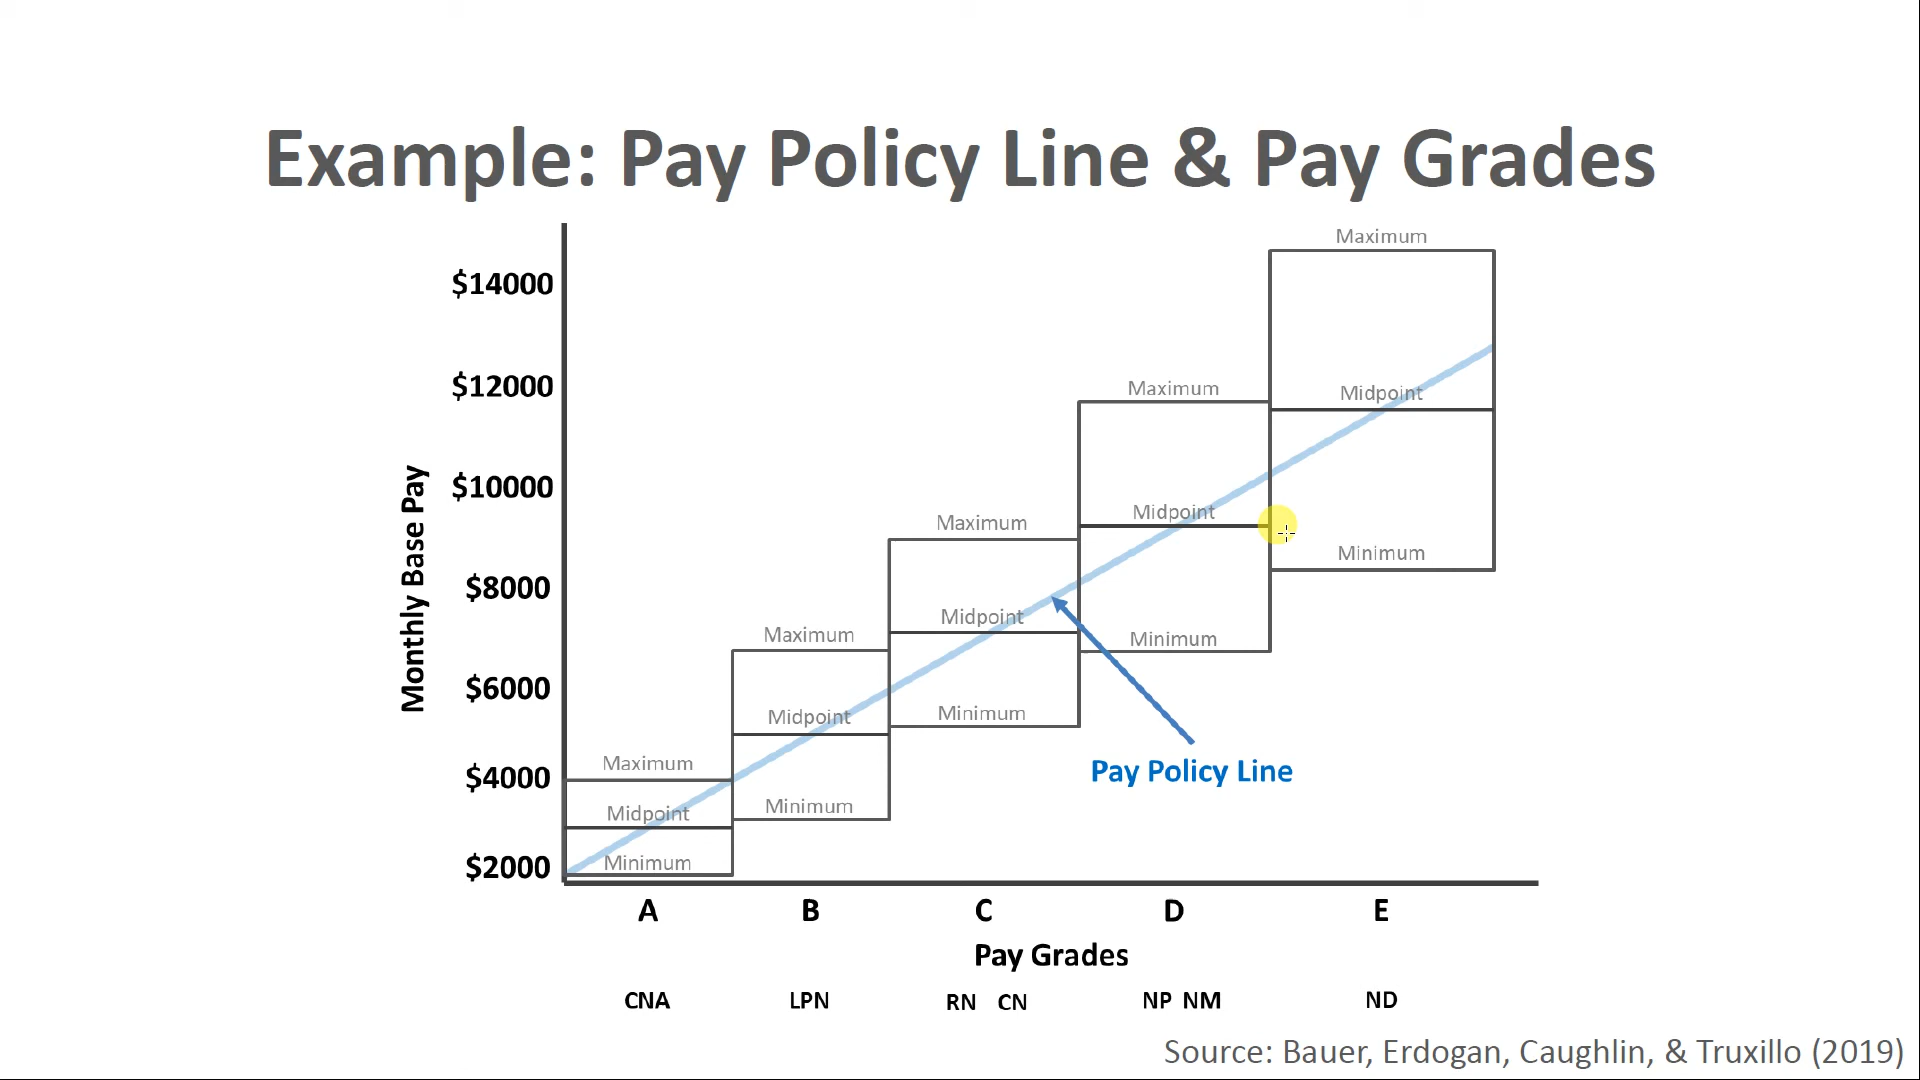 Example: Pay Policy Line & Pay Grades
Monthly Base Pay
$14000
$12000
$10000
$8000
$6000
$4000
$2000
Maximum
Midpoint
Minimum
Maximum
Midpoint
Minimum
Maximum
Midpoint
Minimum
Maximum
Midpoint
Minimum
Maximum
Midpoint
Minimum
Pay Policy Line
A B C D E
Pay Grades
CNA LPN RN CN NP NM ND
Source: Bauer, Erdogan, Caughlin, & Truxillo (2019)